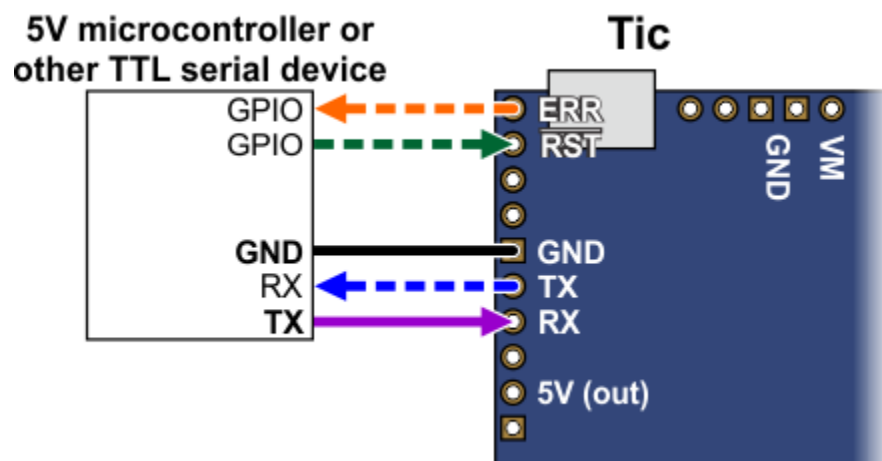 5V microcontroller or
other TTL serial device
Tic
GPIO
ERR
GPIO
RST
GND
VM
GND
GND
RX
TX
TX
RX
5V (out)